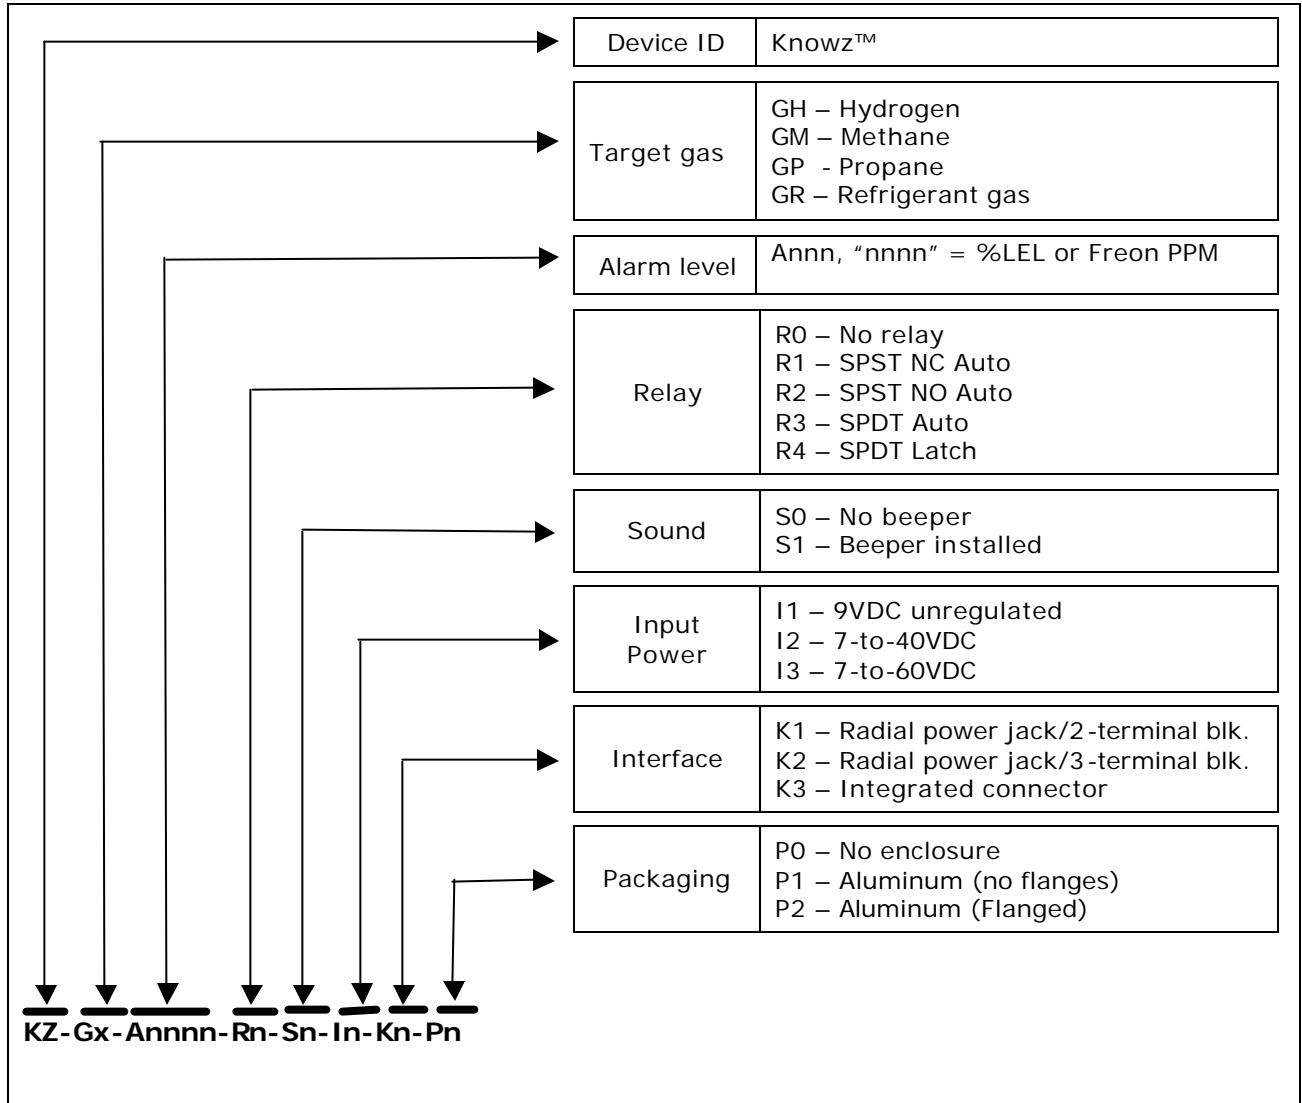 Device ID
Knowz™
Target gas
GH – Hydrogen
GM – Methane
GP - Propane
GR – Refrigerant gas
Alarm level
Annn, “nnnn” = %LEL or Freon PPM
Relay
R0 – No relay
R1 – SPST NC Auto
R2 – SPST NO Auto
R3 – SPDT Auto
R4 – SPDT Latch
Sound
S0 – No beeper
S1 – Beeper installed
Input
Power
I1 – 9VDC unregulated
I2 – 7-to-40VDC
I3 – 7-to-60VDC
Interface
K1 – Radial power jack/2-terminal blk.
K2 – Radial power jack/3-terminal blk.
K3 – Integrated connector
Packaging
P0 – No enclosure
P1 – Aluminum (no flanges)
P2 – Aluminum (Flanged)
KZ-Gx-Annnn-Rn-Sn-In-Kn-Pn